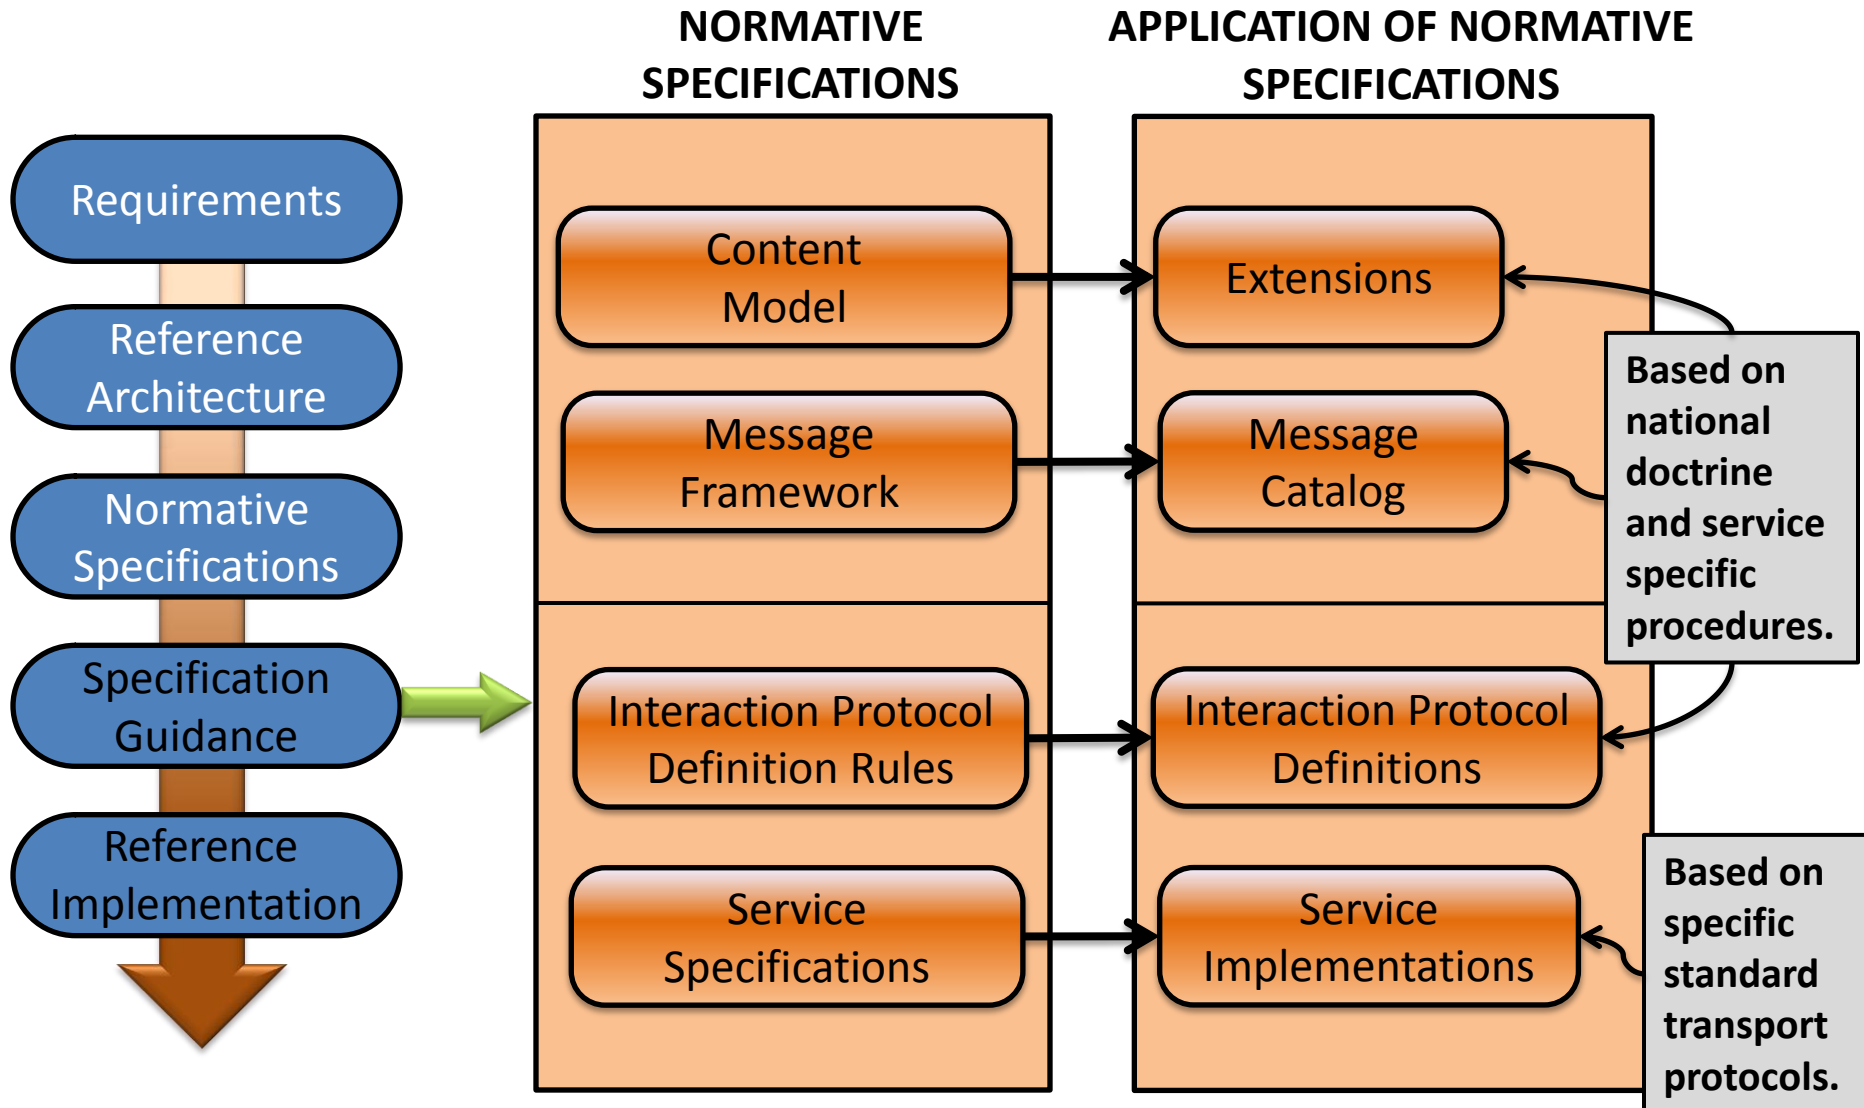 NORMATIVE
SPECIFICATIONS
APPLICATION OF NORMATIVE
SPECIFICATIONS
Requirements
Reference
Architecture
Normative
Specifications
Specification
Guidance
Reference
Implementation
Content
Model
Message
Framework
Interaction Protocol
Definition Rules
Service
Specifications
Extensions
Message
Catalog
Interaction Protocol
Definitions
Service
Implementations
Based on
national
doctrine
and service
specific
procedures.
Based on
specific
standard
transport
protocols.